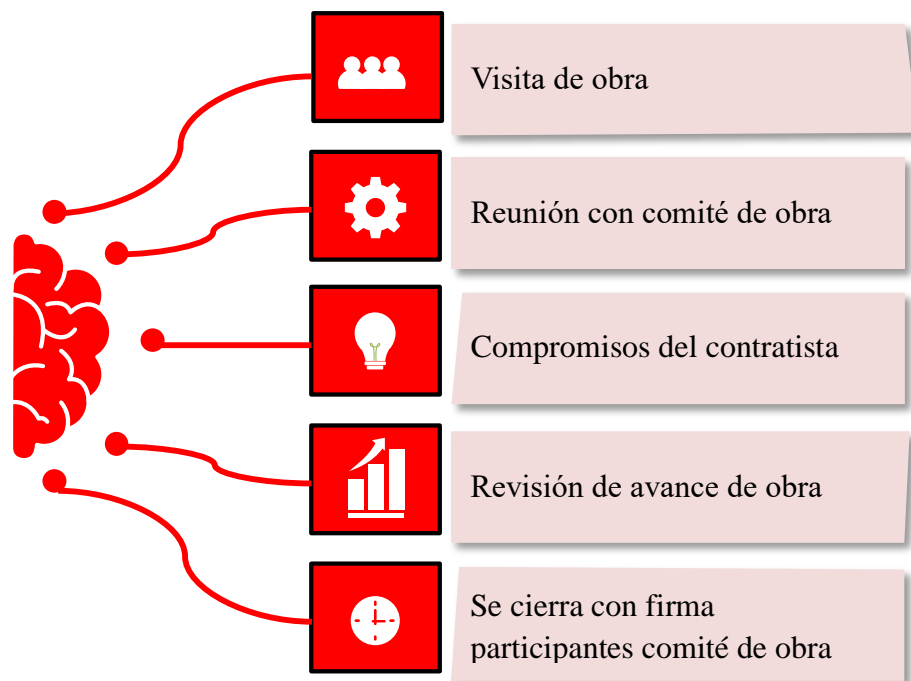 Visita de obra
Reunión con comité de obra
Compromisos del contratista
Revisión de avance de obra
Se cierra con firma
participantes comité de obra